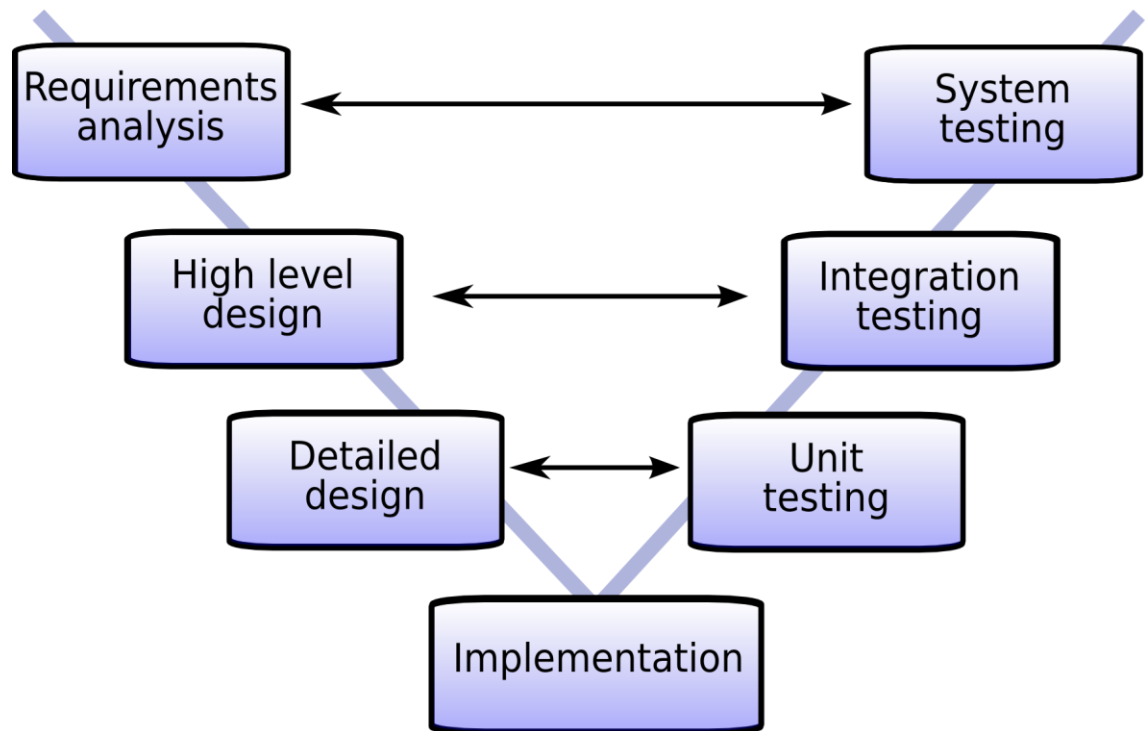 Requirements
analysis
System
testing
High level
design
Integration
testing
Detailed
design
Unit
testing
Implementation